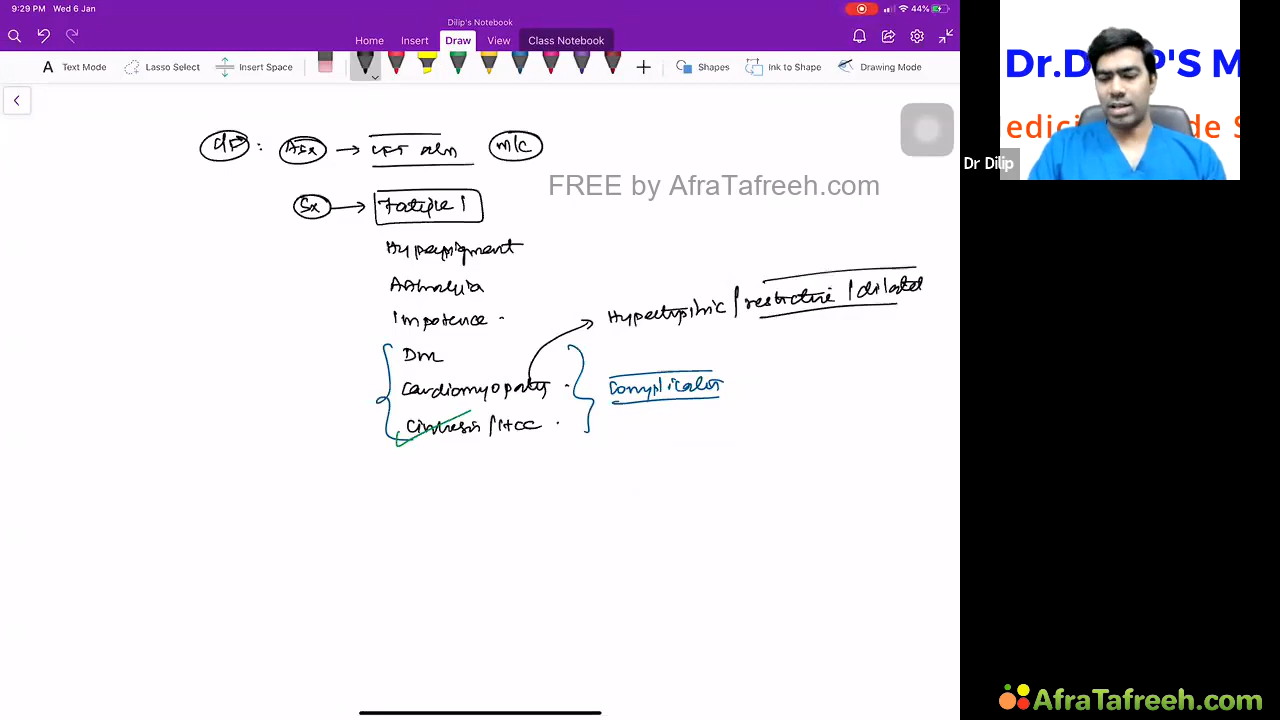 9:29 PM Wed 6 Jan
44%
Dilip's Notebook
Home Insert Draw View Class Notebook
Text Mode Lasso Select Insert Space Shapes Ink to Shape Drawing Mode
Dr.D P'S M
edici de S
Dr Dilip
FREE by AfraTafreeh.com
C/F : ASx → LFT abn M/C
Sx → Fatigue !
Hyperpigment
Arthralgia
Impotence
Hypertrophic / restrictive / dilated
Dm
Cardiomyopathy
Complication
Cirrhosis / HCC
AfraTafreeh.com